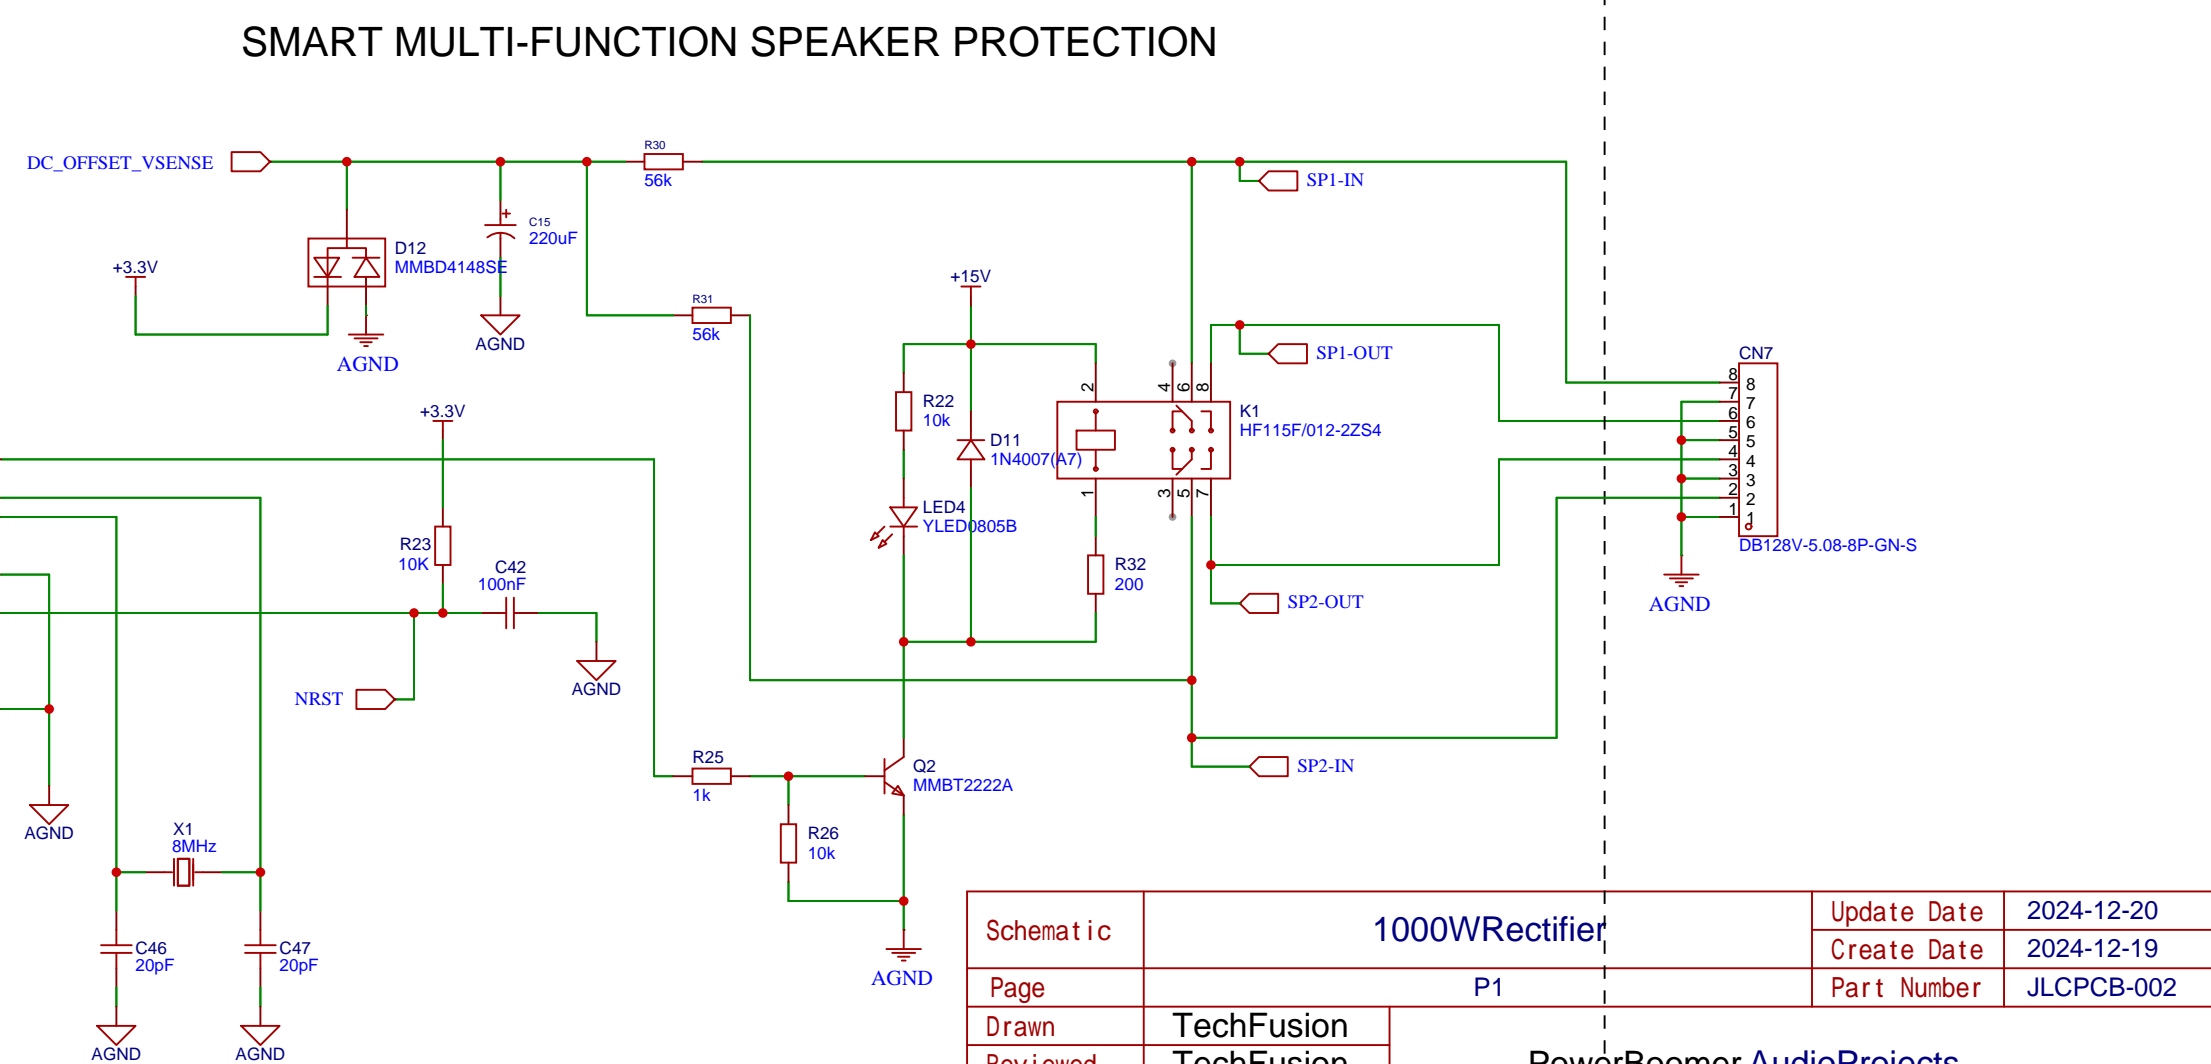 SMART MULTI-FUNCTION SPEAKER PROTECTION
DC_OFFSET_VSENSE
R30
56k
SP1-IN
C15
220uF
D12
MMBD4148SE
+3.3V
AGND
AGND
R31
56k
+15V
SP1-OUT
CN7
+3.3V
R22
10k
D11
1N4007(A7)
2
4
6
8
K1
HF115F/012-2ZS4
1
3
5
7
8
7
6
5
4
3
2
1
8
7
6
5
4
3
2
1
DB128V-5.08-8P-GN-S
AGND
LED4
YLED0805B
R23
10K
C42
100nF
R32
200
SP2-OUT
AGND
NRST
R25
1k
Q2
MMBT2222A
SP2-IN
AGND
X1
8MHz
R26
10k
AGND
C46
20pF
C47
20pF
AGND
AGND
Schematic
1000WRectifier
Update Date
2024-12-20
Create Date
2024-12-19
Page
P1
Part Number
JLCPCB-002
Drawn
TechFusion
Reviewed
TechFusion
PowerBoomer AudioProjects